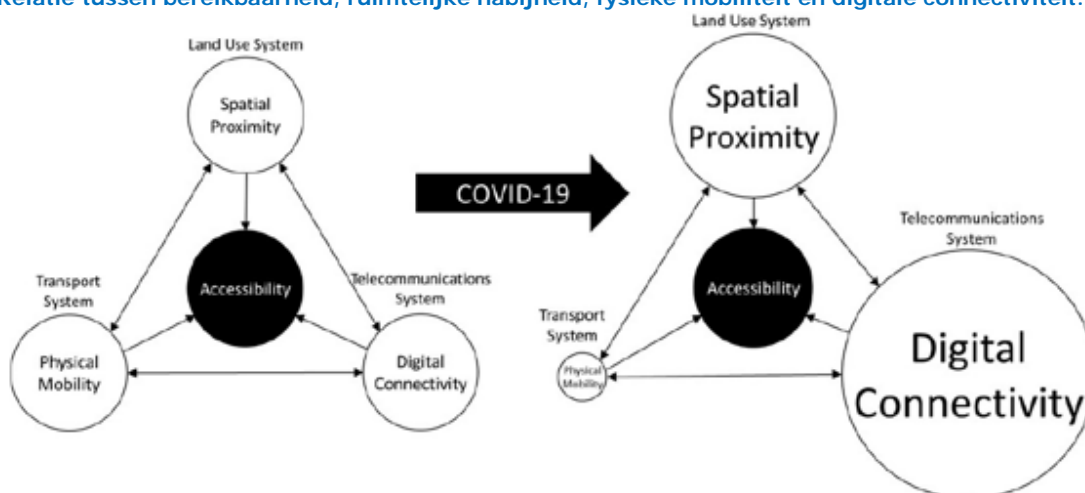 Relatie tussen bereikbaarheid, ruimtelijke nabijheid, fysieke mobiliteit en digitale connectiviteit.
Land Use System
Spatial
Proximity
Transport
System
Accessibility
Telecommunications
System
Physical
Mobility
Digital
Connectivity
COVID-19
Land Use System
Spatial
Proximity
Telecommunications
System
Accessibility
Transport
System
Physical
Mobility
Digital
Connectivity